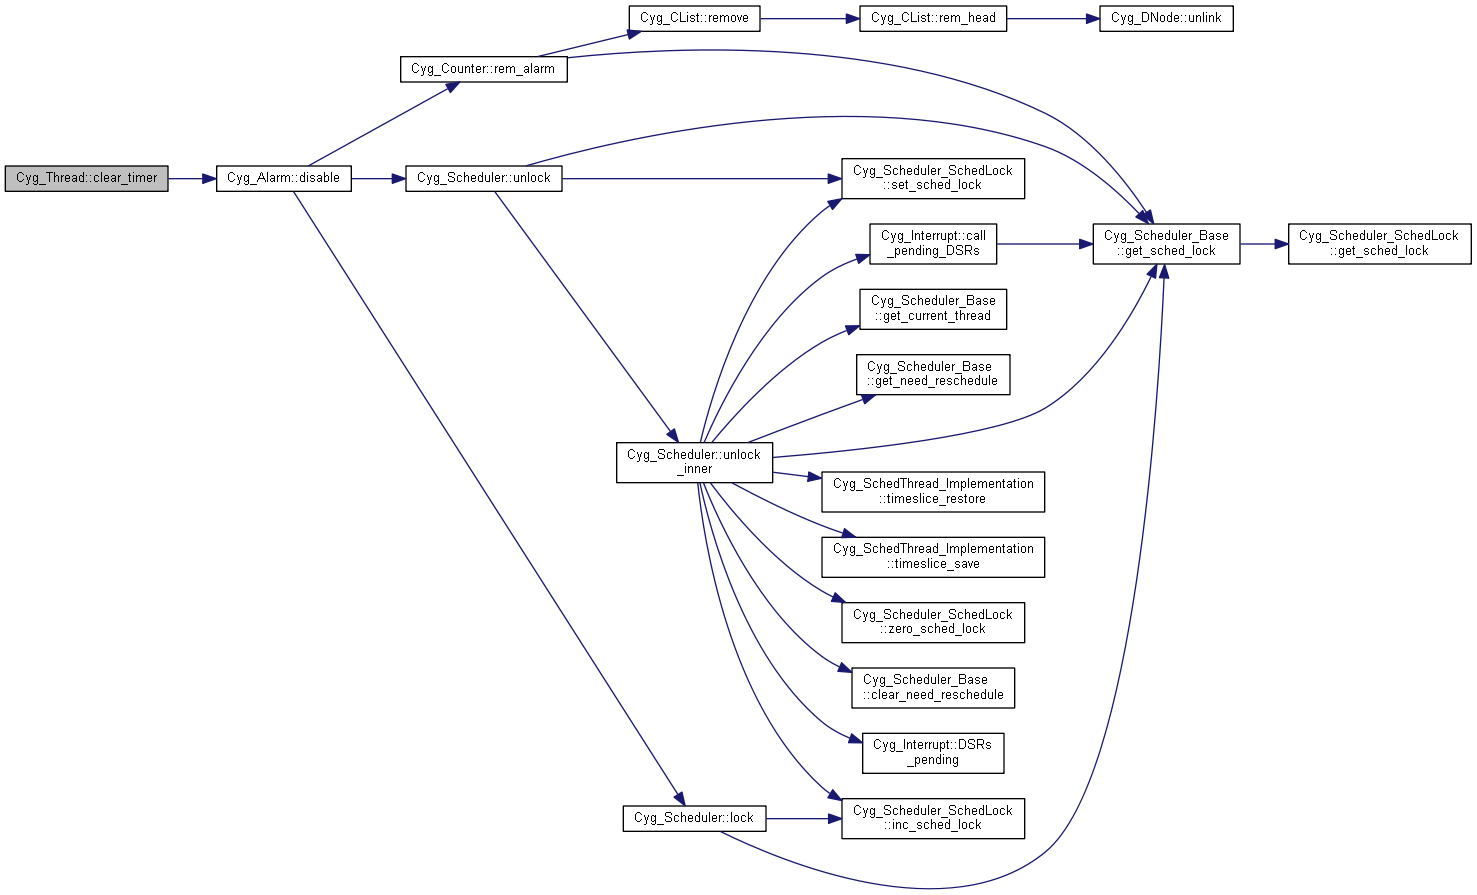 Cyg_CList::remove
Cyg_CList::rem_head
Cyg_DNode::unlink
Cyg_Counter::rem_alarm
Cyg_Thread::clear_timer
Cyg_Alarm::disable
Cyg_Scheduler::unlock
Cyg_Scheduler_SchedLock
::set_sched_lock
Cyg_Interrupt::call
_pending_DSRs
Cyg_Scheduler_Base
::get_sched_lock
Cyg_Scheduler_SchedLock
::get_sched_lock
Cyg_Scheduler_Base
::get_current_thread
Cyg_Scheduler_Base
::get_need_reschedule
Cyg_Scheduler::unlock
_inner
Cyg_SchedThread_Implementation
::timeslice_restore
Cyg_SchedThread_Implementation
::timeslice_save
Cyg_Scheduler_SchedLock
::zero_sched_lock
Cyg_Scheduler_Base
::clear_need_reschedule
Cyg_Interrupt::DSRs
_pending
Cyg_Scheduler::lock
Cyg_Scheduler_SchedLock
::inc_sched_lock